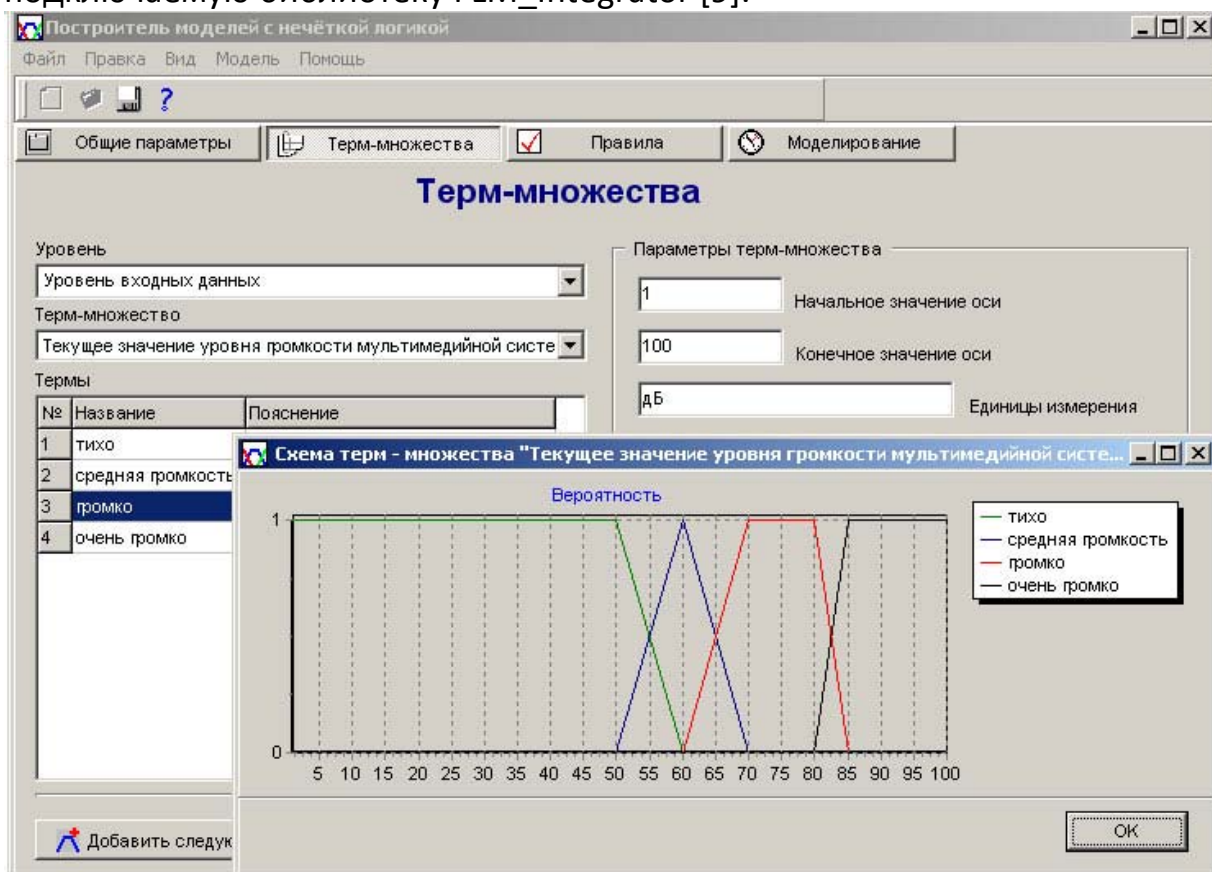 подключаемую библиотеку FLM_Integrator [9].
Построитель моделей с нечёткой логикой
Файл Правка Вид Модель Помощь
Общие параметры Терм-множества Правила Моделирование
Терм-множества
Уровень
Уровень входных данных
Терм-множество
Текущее значение уровня громкости мультимедийной систе
Термы
№ Название Пояснение
1 тихо
2 средняя громкость
3 громко
4 очень громко
Параметры терм-множества
1 Начальное значение оси
100 Конечное значение оси
дБ Единицы измерения
Схема терм - множества "Текущее значение уровня громкости мультимедийной систе...
Вероятность
1
0
5 10 15 20 25 30 35 40 45 50 55 60 65 70 75 80 85 90 95 100
тихо
средняя громкость
громко
очень громко
OK
Добавить следук